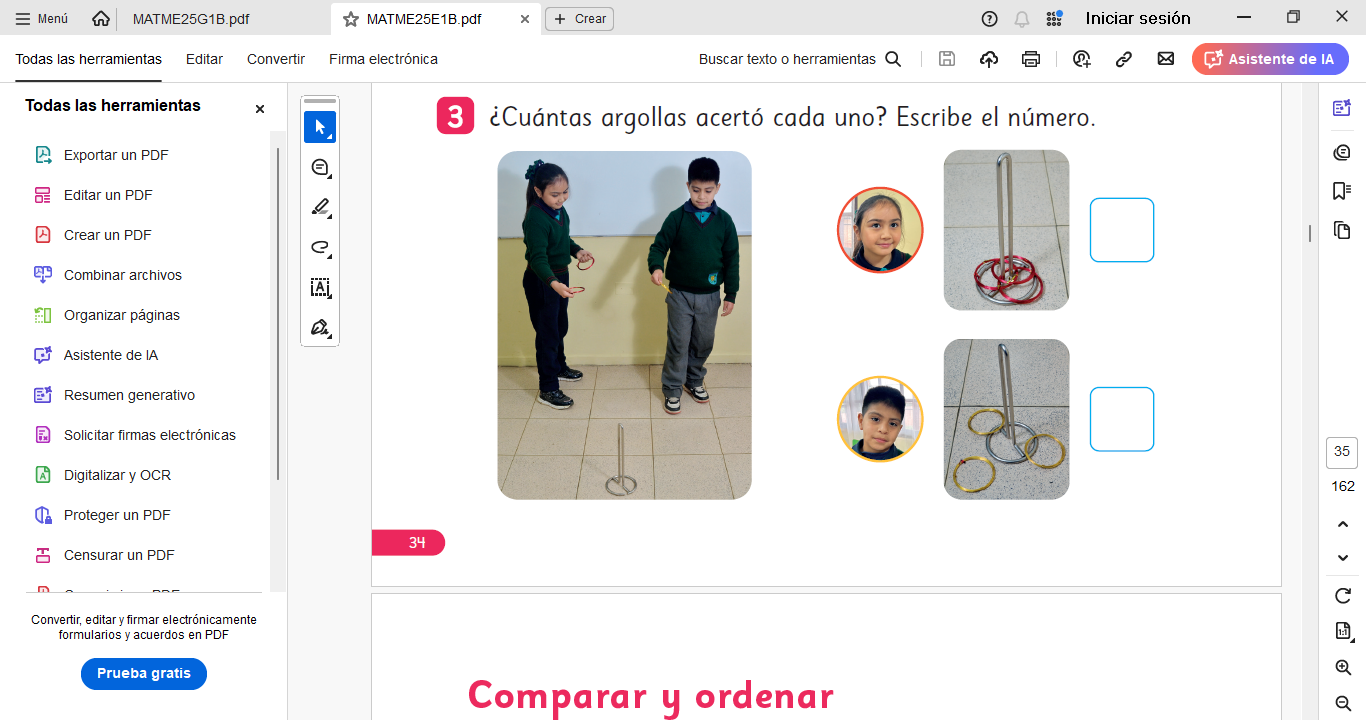 Menú
MATME25G1B.pdf
MATME25E1B.pdf
Crear
Iniciar sesión
Todas las herramientas
Editar
Convertir
Firma electrónica
Buscar texto o herramientas
Asistente de IA
Todas las herramientas
Exportar un PDF
Editar un PDF
Crear un PDF
Combinar archivos
Organizar páginas
Asistente de IA
Resumen generativo
Solicitar firmas electrónicas
Digitalizar y OCR
Proteger un PDF
Censurar un PDF
Convertir, editar y firmar electrónicamente
formularios y acuerdos en PDF
Prueba gratis
3 ¿Cuántas argollas acertó cada uno? Escribe el número.
34
Comparar y ordenar
35
162